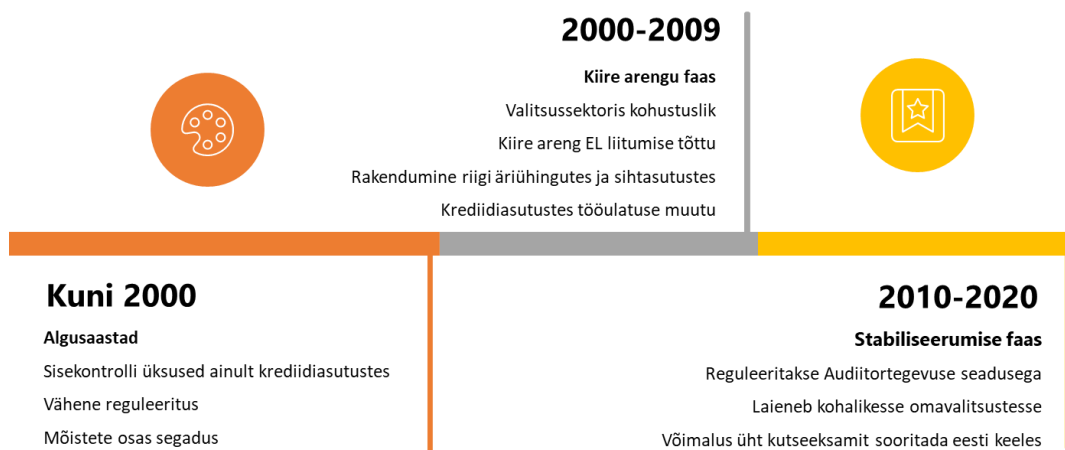 2000-2009
Kiire arengu faas
Valitsussektoris kohustuslik
Kiire areng EL liitumise tõttu
Rakendumine riigi äriühingutes ja sihtasutustes
Krediidiasutustes tööulatuse muutu
Kuni 2000
Algusaastad
Sisekontrolli üksused ainult krediidiasutustes
Vähene reguleeritus
Mõistete osas segadus
2010-2020
Stabiliseerumise faas
Reguleeritakse Audiitortegevuse seadusega
Laieneb kohalikesse omavalitsustesse
Võimalus üht kutseeksamit sooritada eesti keeles